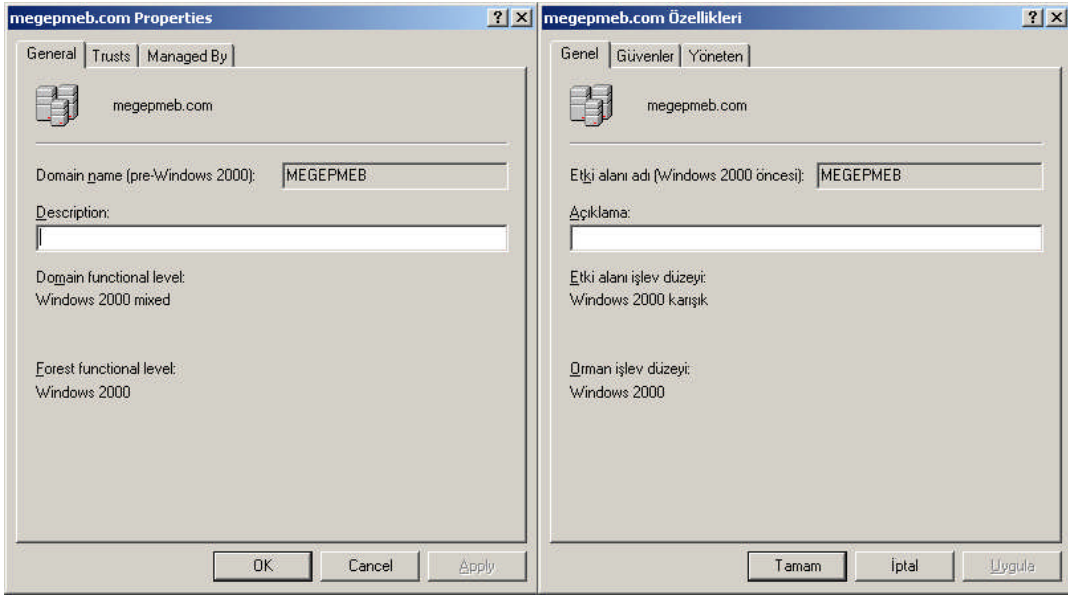 megepmeb.com Properties
General Trusts Managed By
megepmeb.com
Domain name (pre-Windows 2000): MEGEPMEB
Description:
Domain functional level:
Windows 2000 mixed
Forest functional level:
Windows 2000
OK Cancel Apply
megepmeb.com Özellikleri
Genel Güvenler Yöneten
megepmeb.com
Etki alanı adı (Windows 2000 öncesi): MEGEPMEB
Açıklama:
Etki alanı işlev düzeyi:
Windows 2000 karışık
Orman işlev düzeyi:
Windows 2000
Tamam İptal Uygula